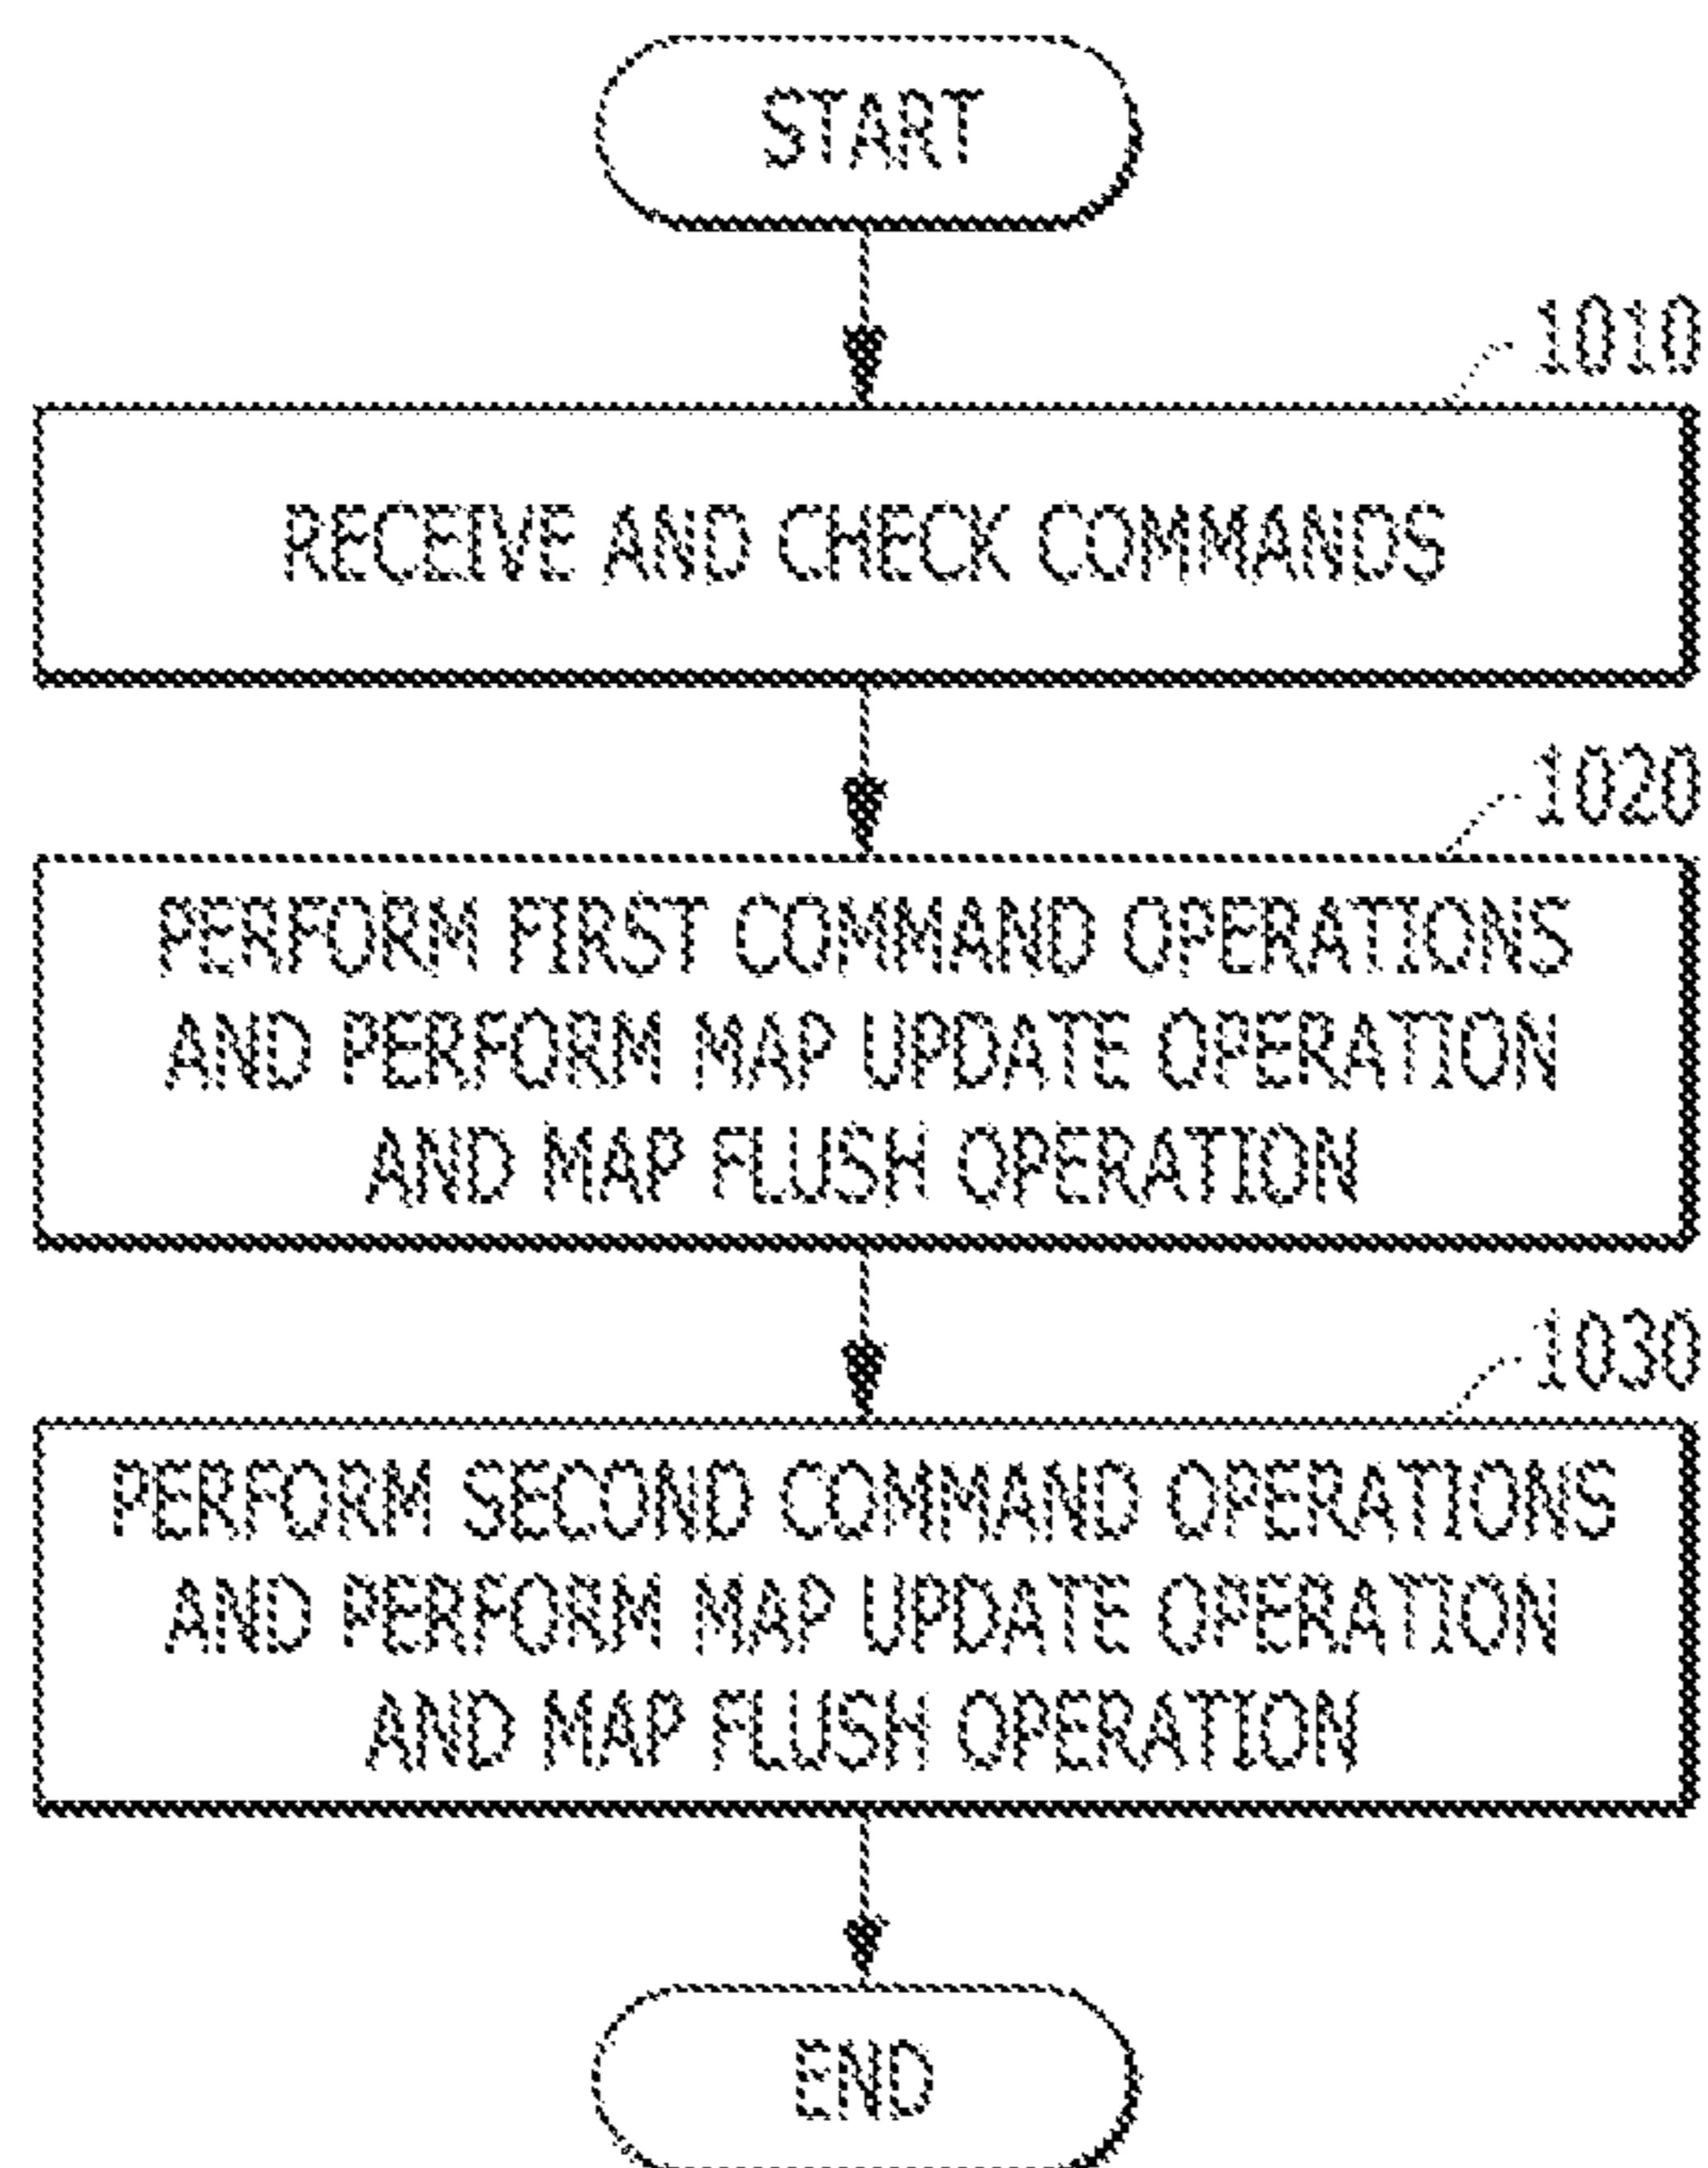 START
1010
RECEIVE AND CHECK COMMANDS
1020
PERFORM FIRST COMMAND OPERATIONS
AND PERFORM MAP UPDATE OPERATION
AND MAP FLUSH OPERATION
1030
PERFORM SECOND COMMAND OPERATIONS
AND PERFORM MAP UPDATE OPERATION
AND MAP FLUSH OPERATION
END